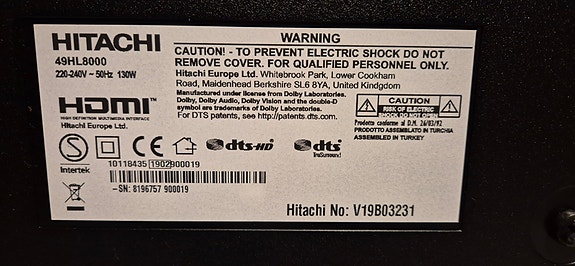 HITACHI
49HL8000
220-240V ~ 50Hz 130W
HDMI™
HIGH DEFINITION MULTIMEDIA INTERFACE
Hitachi Europe Ltd.
WARNING
CAUTION! - TO PREVENT ELECTRIC SHOCK DO NOT
REMOVE COVER. FOR QUALIFIED PERSONNEL ONLY.
Hitachi Europe Ltd. Whitebrook Park, Lower Cookham
Road, Maidenhead Berkshire SL6 8YA, United Kingdgom
Manufactured under license from Dolby Laboratories.
Dolby, Dolby Audio, Dolby Vision and the double-D
symbol are trademarks of Dolby Laboratories.
For DTS patents, see http://patents.dts.com.
CAUTION
RISK OF ELECTRIC
SHOCK DO NOT OPEN
Prodotto conforme al D.M. 26/03/92
PRODOTTO ASSEMBLATO IN TURCHIA
ASSEMBLED IN TURKEY
S
Intertek
CE
dts-HD
dts
TruSurround
10118435 1902900019
-SN: 8196757 900019
Hitachi No: V19B03231